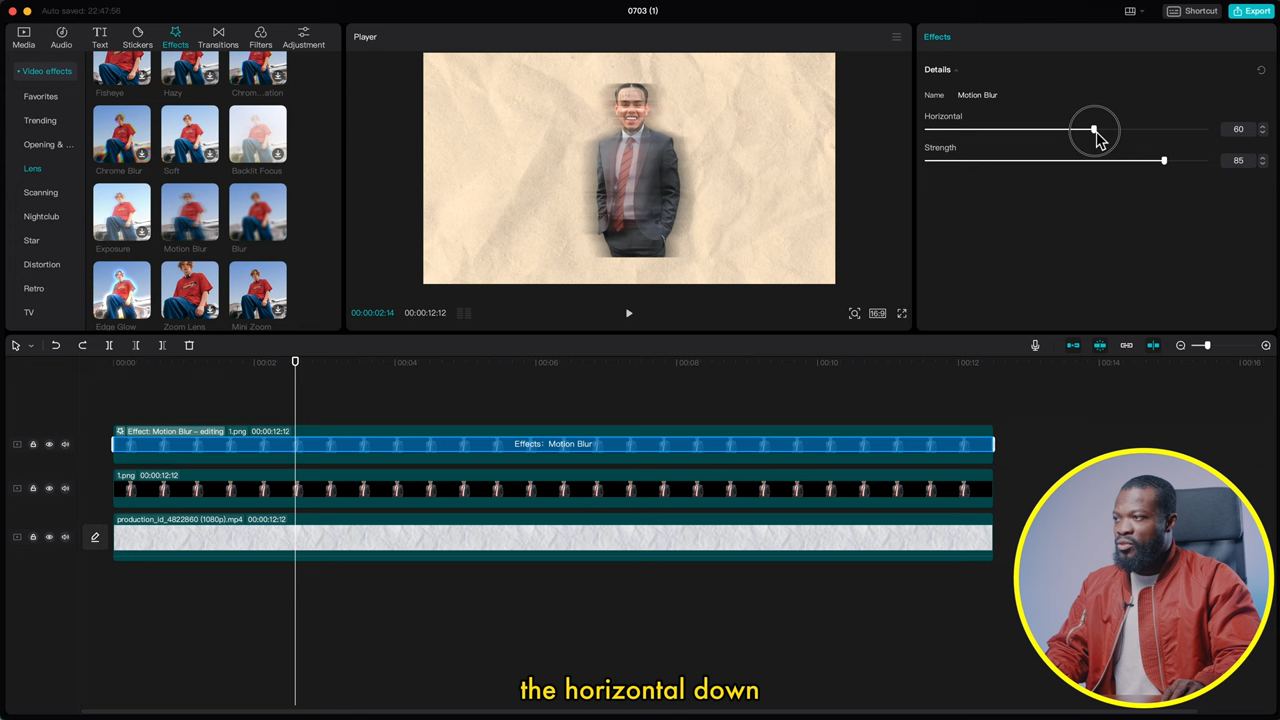 Auto saved: 22:47:56
0703 (1)
Shortcut
Export
Media
Audio
Text
Stickers
Effects
Transitions
Filters
Adjustment
Video effects
Favorites
Trending
Opening & ...
Lens
Scanning
Nightclub
Star
Distortion
Retro
TV
Fisheye
Hazy
Chrom...ation
Chrome Blur
Soft
Backlit Focus
Exposure
Motion Blur
Blur
Edge Glow
Zoom Lens
Mini Zoom
Player
00:00:02:14
00:00:12:12
16:9
Effects
Details
Name Motion Blur
Horizontal
60
Strength
85
00:00
00:02
00:04
00:06
00:08
00:10
00:12
00:14
00:16
Effect: Motion Blur – editing 1.png 00:00:12:12
Effects: Motion Blur
1.png 00:00:12:12
production_id_4822860 (1080p).mp4 00:00:12:12
the horizontal down